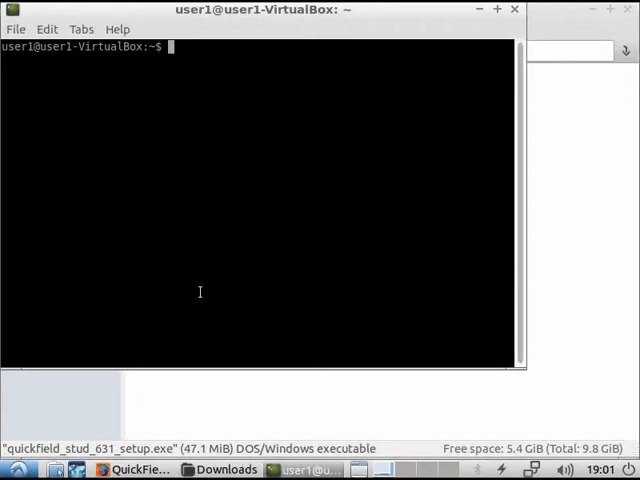 user1@user1-VirtualBox: ~
File Edit Tabs Help
user1@user1-VirtualBox:~$
"quickfield_stud_631_setup.exe" (47.1 MiB) DOS/Windows executable
Free space: 5.4 GiB (Total: 9.8 GiB)
QuickFie...
Downloads
user1@u...
19:01